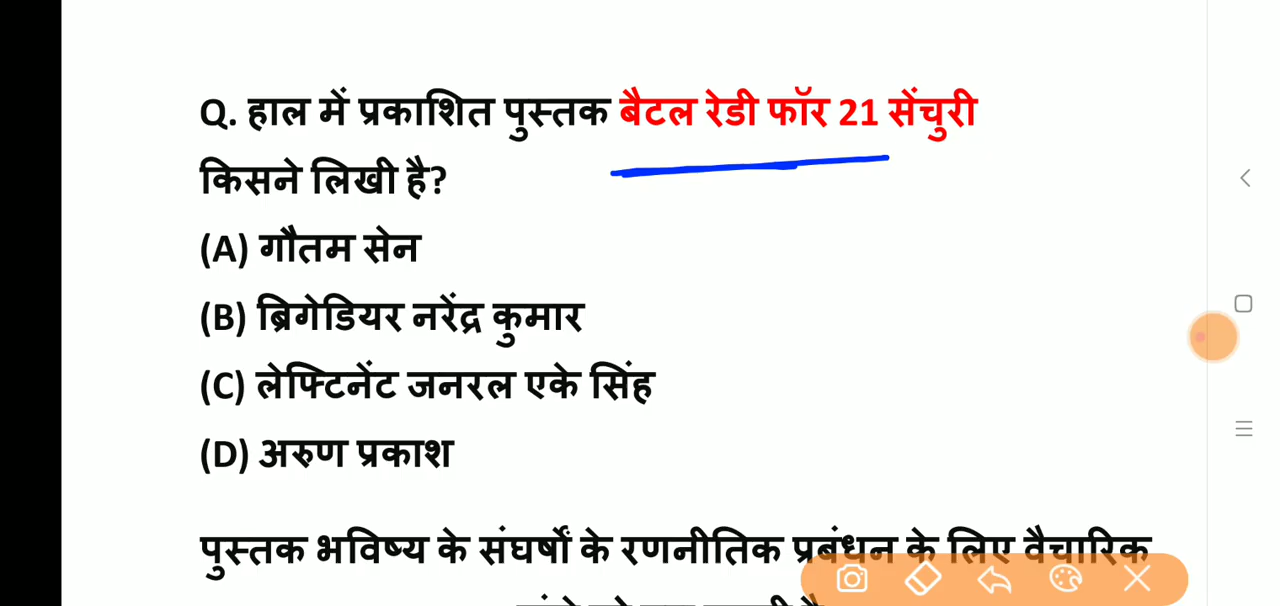 Q. हाल में प्रकाशित पुस्तक बैटल रेडी फॉर 21 सेंचुरी
किसने लिखी है?
(A) गौतम सेन
(B) ब्रिगेडियर नरेंद्र कुमार
(C) लेफ्टिनेंट जनरल एके सिंह
(D) अरुण प्रकाश
पुस्तक भविष्य के संघर्षों के रणनीतिक प्रबंधन के लिए वैचारिक